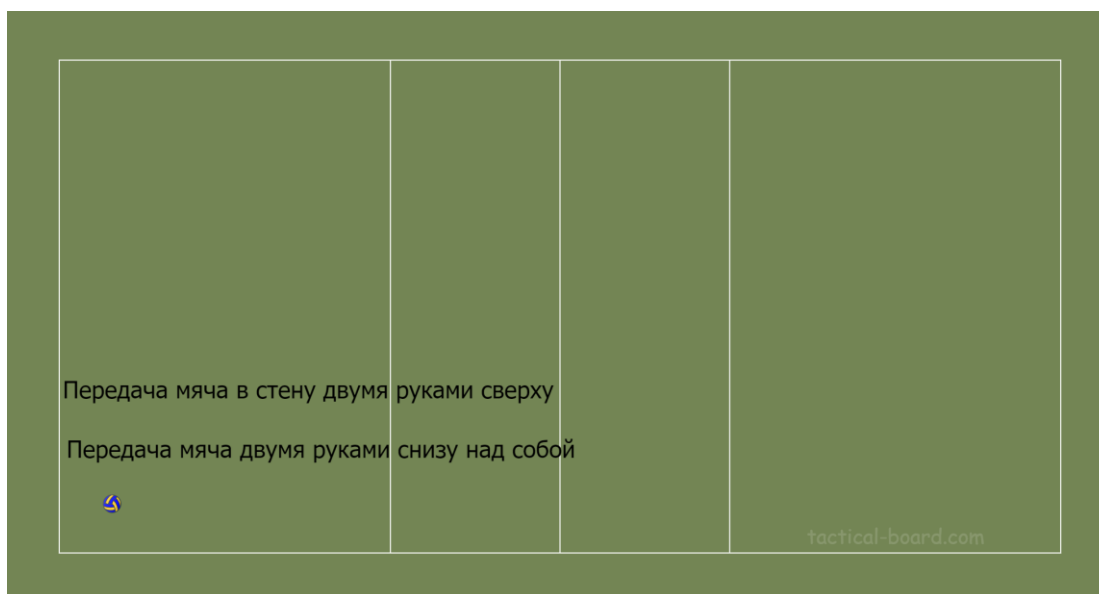 Передача мяча в стену двумя руками сверху
Передача мяча двумя руками снизу над собой
tactical-board.com